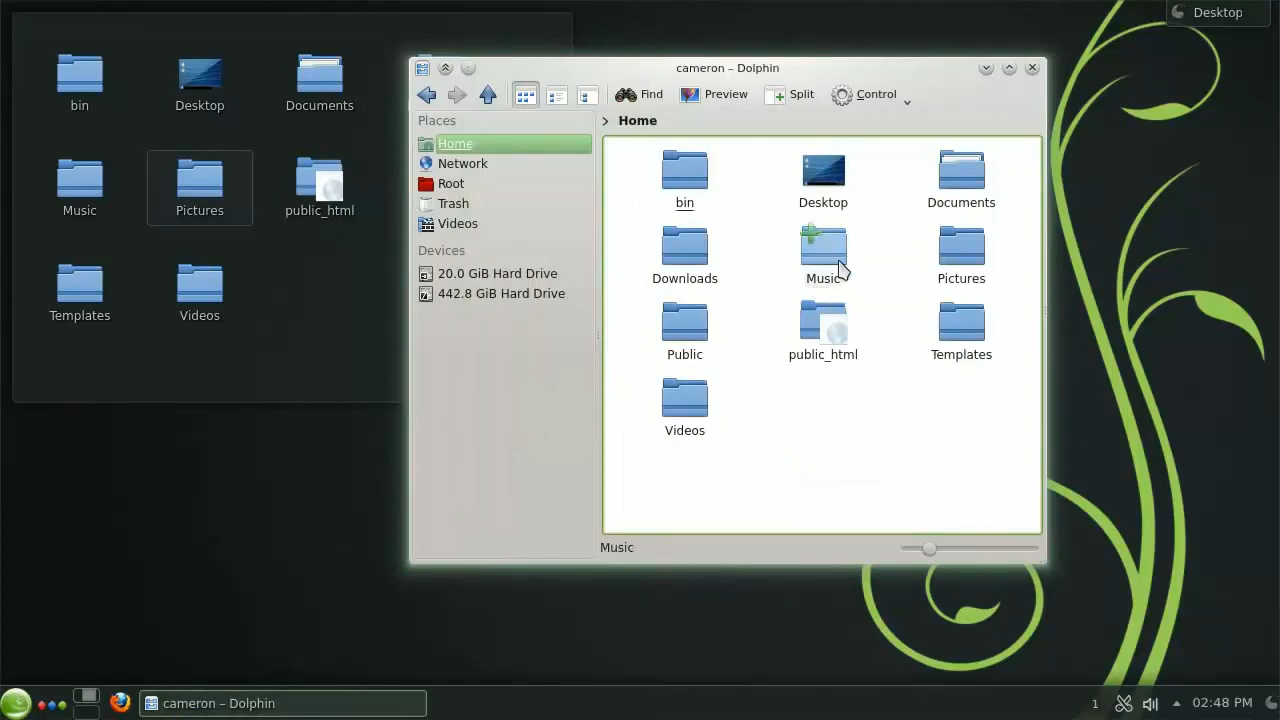 Desktop
bin
Desktop
Documents
Music
Pictures
public_html
Templates
Videos
cameron – Dolphin
Find
Preview
Split
Control
Places
Home
Network
Root
Trash
Videos
Devices
20.0 GiB Hard Drive
442.8 GiB Hard Drive
> Home
bin
Desktop
Documents
Downloads
Music
Pictures
Public
public_html
Templates
Videos
Music
cameron – Dolphin
1
02:48 PM